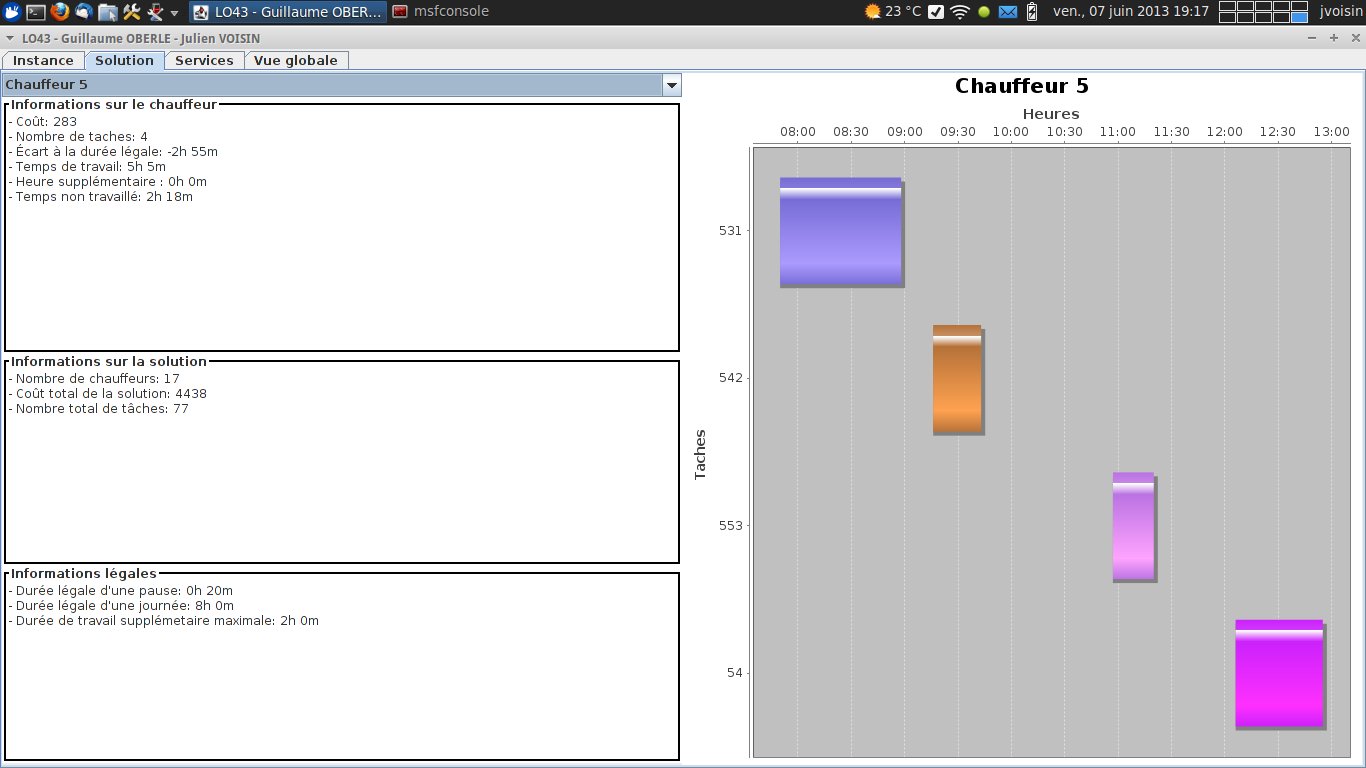 LO43 - Guillaume OBER...
msfconsole
23 °C
ven., 07 juin 2013 19:17
jvoisin
LO43 - Guillaume OBERLE - Julien VOISIN
Instance
Solution
Services
Vue globale
Chauffeur 5
Informations sur le chauffeur
- Coût: 283
- Nombre de taches: 4
- Écart à la durée légale: -2h 55m
- Temps de travail: 5h 5m
- Heure supplémentaire : 0h 0m
- Temps non travaillé: 2h 18m
Informations sur la solution
- Nombre de chauffeurs: 17
- Coût total de la solution: 4438
- Nombre total de tâches: 77
Informations légales
- Durée légale d'une pause: 0h 20m
- Durée légale d'une journée: 8h 0m
- Durée de travail supplémetaire maximale: 2h 0m
Chauffeur 5
Heures
08:00 08:30 09:00 09:30 10:00 10:30 11:00 11:30 12:00 12:30 13:00
Taches
531
542
553
54